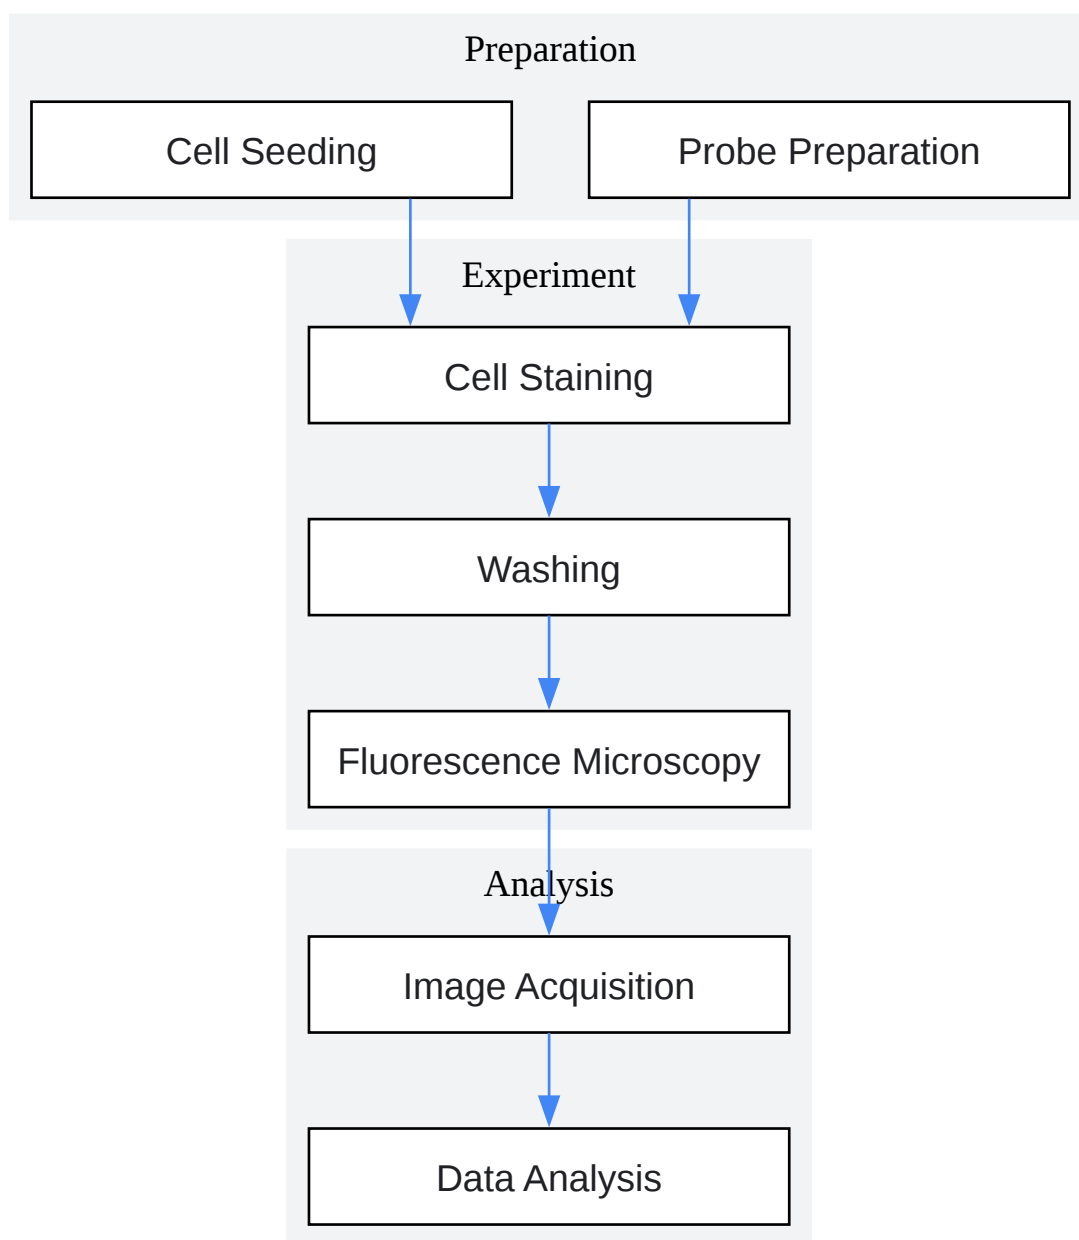 Preparation
Cell Seeding
Probe Preparation
Experiment
Cell Staining
Washing
Fluorescence Microscopy
Analysis
Image Acquisition
Data Analysis